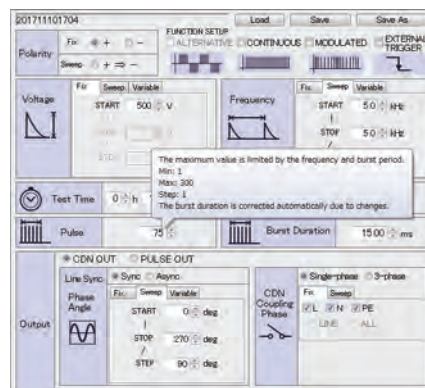 201711101704 Load Save Save As
Polarity Fix + -
Sweep + ⇒ -
FUNCTION SETUP
ALTERNATIVE CONTINUOUS MODULATED EXTERNAL TRIGGER
Voltage
Fix Sweep Variable
START 500 V
STOP
STEP
Frequency
Fix Sweep Variable
START 5.0 kHz
STOP 5.0 kHz
The maximum value is limited by the frequency and burst period.
Min: 1
Max: 300
Step: 1
The burst duration is corrected automatically due to changes.
Test Time 0 h
Pulse 75
Burst Duration 15.00 ms
Output
CDN OUT PULSE OUT
Line Sync Sync Async
Phase Angle
Fix Sweep Variable
START 0 deg
STOP 270 deg
STEP 90 deg
CDN Coupling Phase
Single-phase 3-phase
Fix Sweep
L N PE
LINE ALL